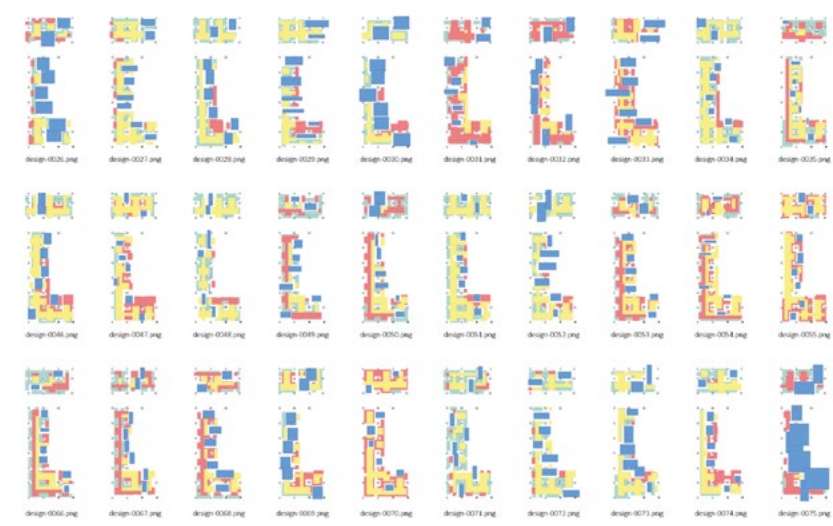 design-0026.png design-0027.png design-0028.png design-0029.png design-0030.png design-0031.png design-0032.png design-0033.png design-0034.png design-0035.png
design-0046.png design-0047.png design-0048.png design-0049.png design-0050.png design-0051.png design-0052.png design-0053.png design-0054.png design-0055.png
design-0066.png design-0067.png design-0068.png design-0069.png design-0070.png design-0071.png design-0072.png design-0073.png design-0074.png design-0075.png